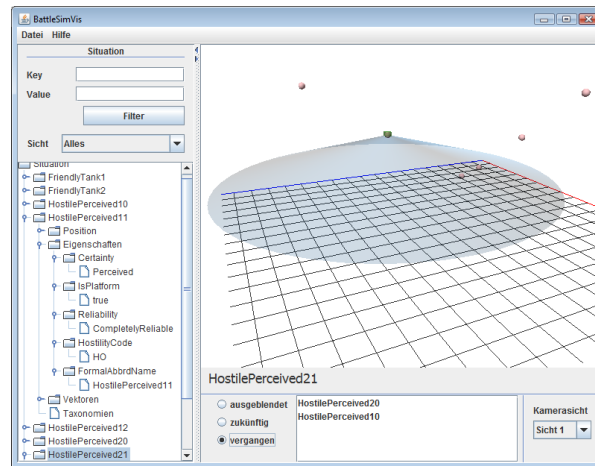 BattleSimVis
Datei Hilfe
Situation
Key
Value
Filter
Sicht Alles
Situation
FriendlyTank1
FriendlyTank2
HostilePerceived10
HostilePerceived11
Position
Eigenschaften
Certainty
Perceived
IsPlatform
true
Reliability
CompletelyReliable
HostilityCode
HO
FormalAbbrdName
HostilePerceived11
Vektoren
Taxonomien
HostilePerceived12
HostilePerceived20
HostilePerceived21
HostilePerceived21
ausgeblendet
zukünftig
vergangen
HostilePerceived20
HostilePerceived10
Kamerasicht
Sicht 1